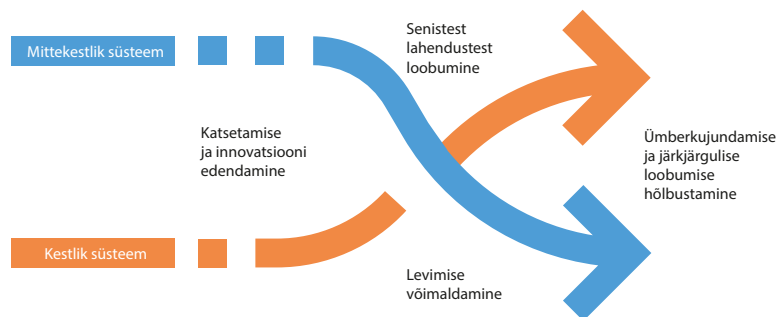 Mittekestlik süsteem
Senistest
lahendustest
loobumine
Katsetamise
ja innovatsiooni
edendamine
Ümberkujundamise
ja järkjärgulise
loobumise
hõlbustamine
Kestlik süsteem
Levimise
võimaldamine